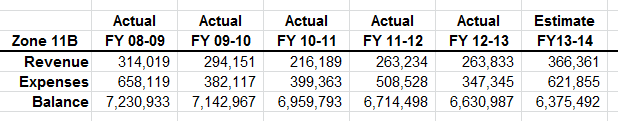 Actual Actual Actual Actual Actual Estimate
Zone 11B FY 08-09 FY 09-10 FY 10-11 FY 11-12 FY 12-13 FY13-14
Revenue 314,019 294,151 216,189 263,234 263,833 366,361
Expenses 658,119 382,117 399,363 508,528 347,345 621,855
Balance 7,230,933 7,142,967 6,959,793 6,714,498 6,630,987 6,375,492